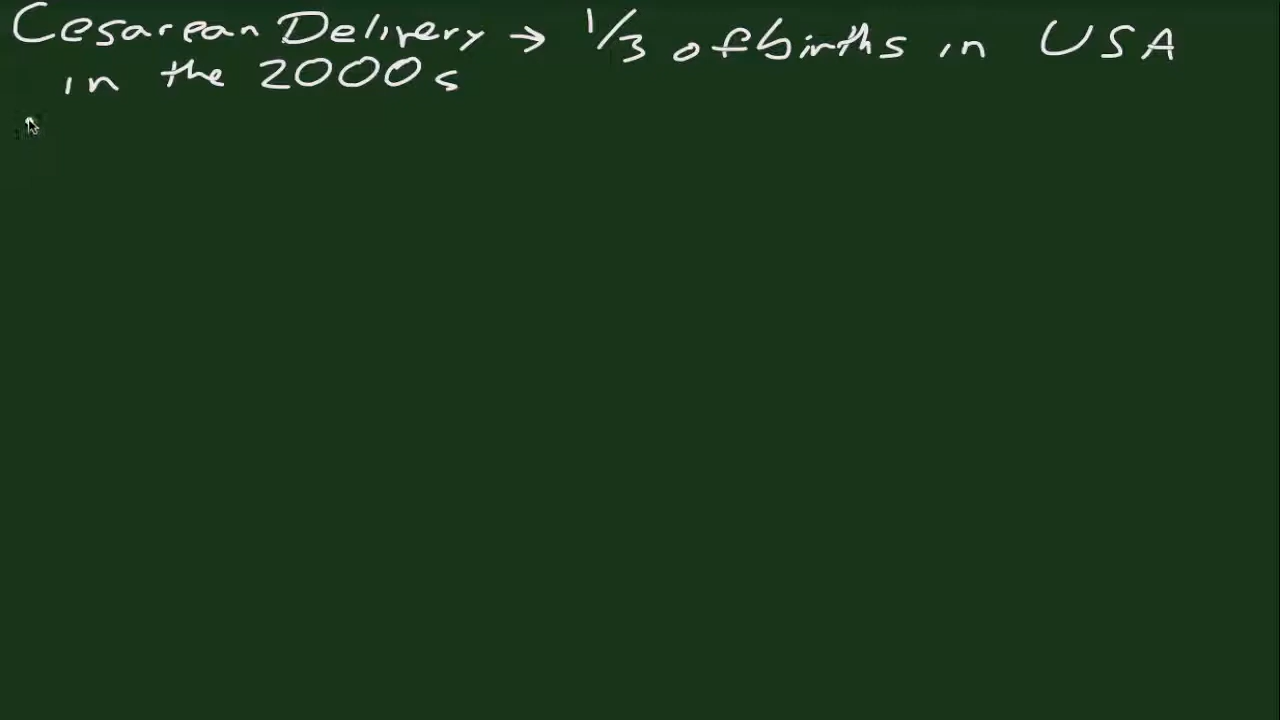 Cesarean Delivery → 1/3 of births in USA
in the 2000s